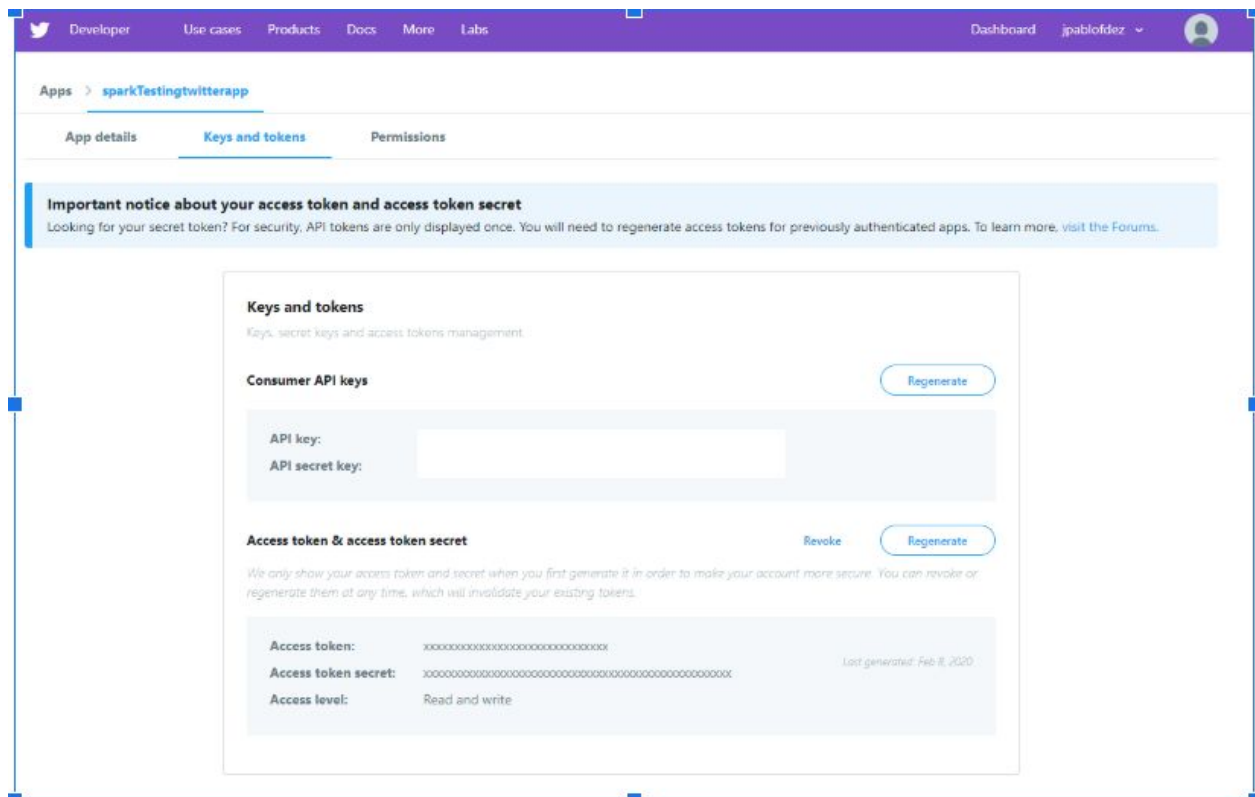 Developer Use cases Products Docs More Labs Dashboard jpablofdez
Apps > sparkTestingtwitterapp
App details Keys and tokens Permissions
Important notice about your access token and access token secret
Looking for your secret token? For security, API tokens are only displayed once. You will need to regenerate access tokens for previously authenticated apps. To learn more, visit the Forums.
Keys and tokens
Keys, secret keys and access tokens management.
Consumer API keys Regenerate
API key:
API secret key:
Access token & access token secret Revoke Regenerate
We only show your access token and secret when you first generate it in order to make your account more secure. You can revoke or
regenerate them at any time, which will invalidate your existing tokens.
Access token:
Last generated: Feb 8, 2020
Access token secret:
Access level: Read and write